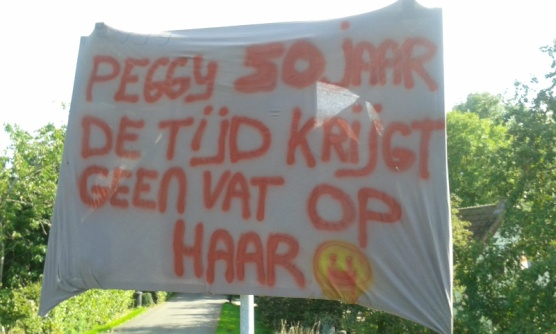 PEGGY 50 JAAR
DE TIJD KRIJGT
GEEN VAT OP
HAAR